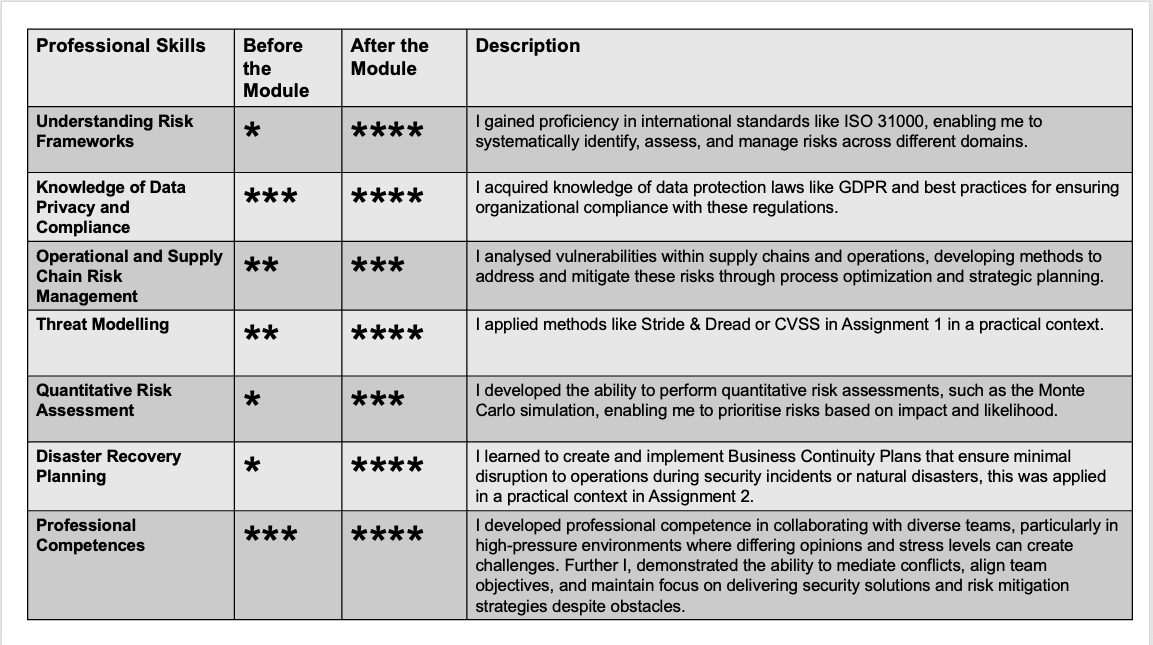 Professional Skills
Before
the
Module
After the
Module
Description
Understanding Risk
Frameworks
*
****
I gained proficiency in international standards like ISO 31000, enabling me to
systematically identify, assess, and manage risks across different domains.
Knowledge of Data
Privacy and
Compliance
***
****
I acquired knowledge of data protection laws like GDPR and best practices for ensuring
organizational compliance with these regulations.
Operational and Supply
Chain Risk
Management
**
***
I analysed vulnerabilities within supply chains and operations, developing methods to
address and mitigate these risks through process optimization and strategic planning.
Threat Modelling
**
****
I applied methods like Stride & Dread or CVSS in Assignment 1 in a practical context.
Quantitative Risk
Assessment
*
***
I developed the ability to perform quantitative risk assessments, such as the Monte
Carlo simulation, enabling me to prioritise risks based on impact and likelihood.
Disaster Recovery
Planning
*
****
I learned to create and implement Business Continuity Plans that ensure minimal
disruption to operations during security incidents or natural disasters, this was applied
in a practical context in Assignment 2.
Professional
Competences
***
****
I developed professional competence in collaborating with diverse teams, particularly in
high-pressure environments where differing opinions and stress levels can create
challenges. Further I, demonstrated the ability to mediate conflicts, align team
objectives, and maintain focus on delivering security solutions and risk mitigation
strategies despite obstacles.